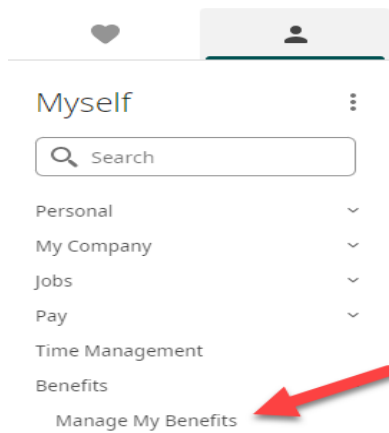 Myself
Search
Personal
My Company
Jobs
Pay
Time Management
Benefits
Manage My Benefits